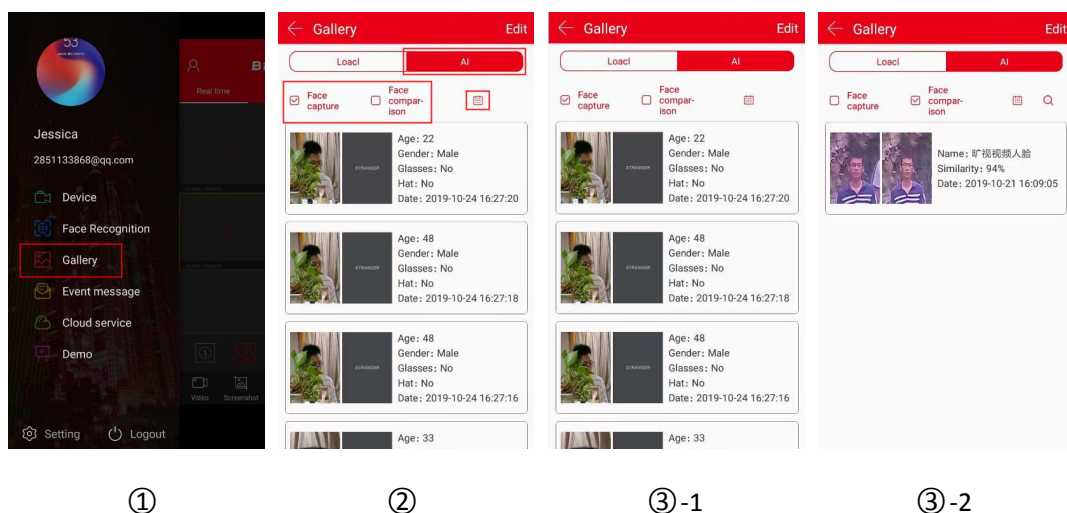 53
Jessica
2851133868@qq.com
Device
Face Recognition
Gallery
Event message
Cloud service
Demo
Setting
Logout
Real time
Video
Screenshot
①
Gallery
Edit
Loacl
AI
Face
capture
Face
compar-
ison
STRANGER
Age: 22
Gender: Male
Glasses: No
Hat: No
Date: 2019-10-24 16:27:20
STRANGER
Age: 48
Gender: Male
Glasses: No
Hat: No
Date: 2019-10-24 16:27:18
STRANGER
Age: 48
Gender: Male
Glasses: No
Hat: No
Date: 2019-10-24 16:27:16
Age: 33
②
Gallery
Edit
Loacl
AI
Face
capture
Face
compar-
ison
STRANGER
Age: 22
Gender: Male
Glasses: No
Hat: No
Date: 2019-10-24 16:27:20
STRANGER
Age: 48
Gender: Male
Glasses: No
Hat: No
Date: 2019-10-24 16:27:18
STRANGER
Age: 48
Gender: Male
Glasses: No
Hat: No
Date: 2019-10-24 16:27:16
Age: 33
③-1
Gallery
Edit
Loacl
AI
Face
capture
Face
compar-
ison
Name: 旷视视频人脸
Similarity: 94%
Date: 2019-10-21 16:09:05
③-2